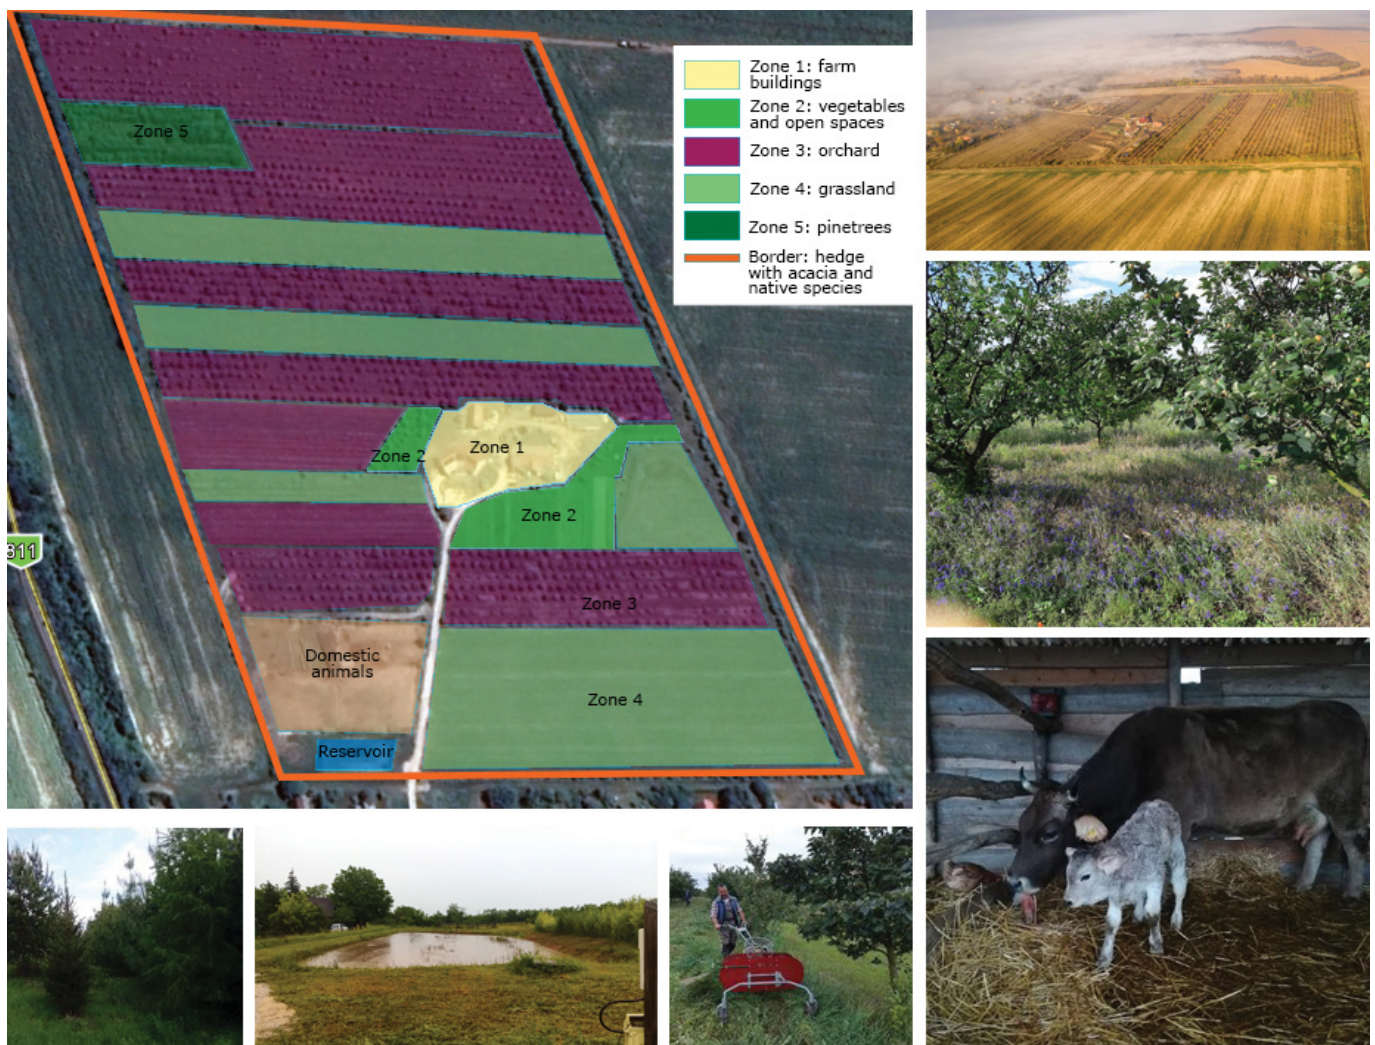 Zone 5
Zone 1: farm
buildings
Zone 2: vegetables
and open spaces
Zone 3: orchard
Zone 4: grassland
Zone 5: pinetrees
Border: hedge
with acacia and
native species
Zone 2
Zone 1
Zone 2
811
Zone 3
Domestic
animals
Zone 4
Reservoir